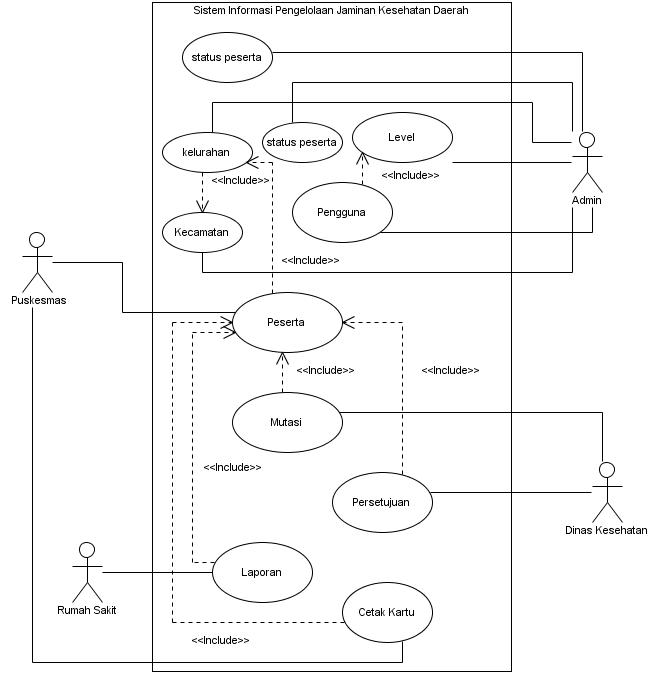 Sistem Informasi Pengelolaan Jaminan Kesehatan Daerah
status peserta
Level
kelurahan
status peserta
<<Include>>
<<Include>>
Admin
Pengguna
Kecamatan
<<Include>>
Puskesmas
Peserta
<<Include>>
<<Include>>
Mutasi
<<Include>>
Persetujuan
Dinas Kesehatan
Laporan
Rumah Sakit
Cetak Kartu
<<Include>>